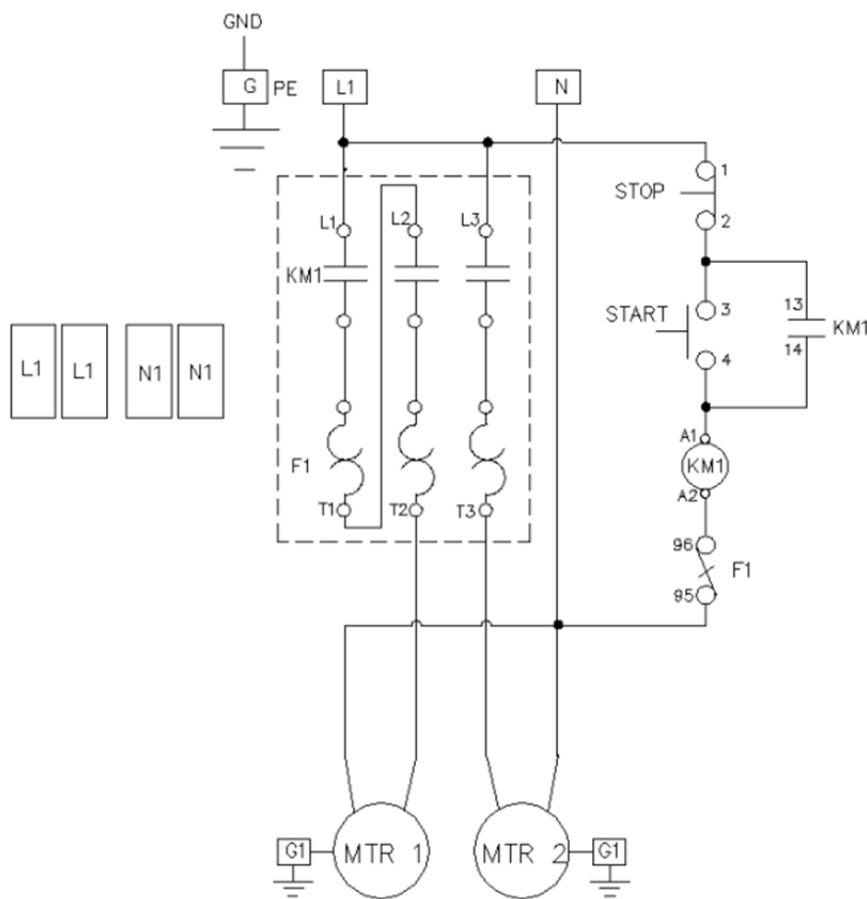 GND
G PE L1 N
1
STOP
2
L1 L2 L3
KM1
START 3 13 KM1
4 14
L1 L1 N1 N1
A1
KM1
A2
F1
T1 T2 T3
96
F1
95
G1 MTR 1 MTR 2 G1